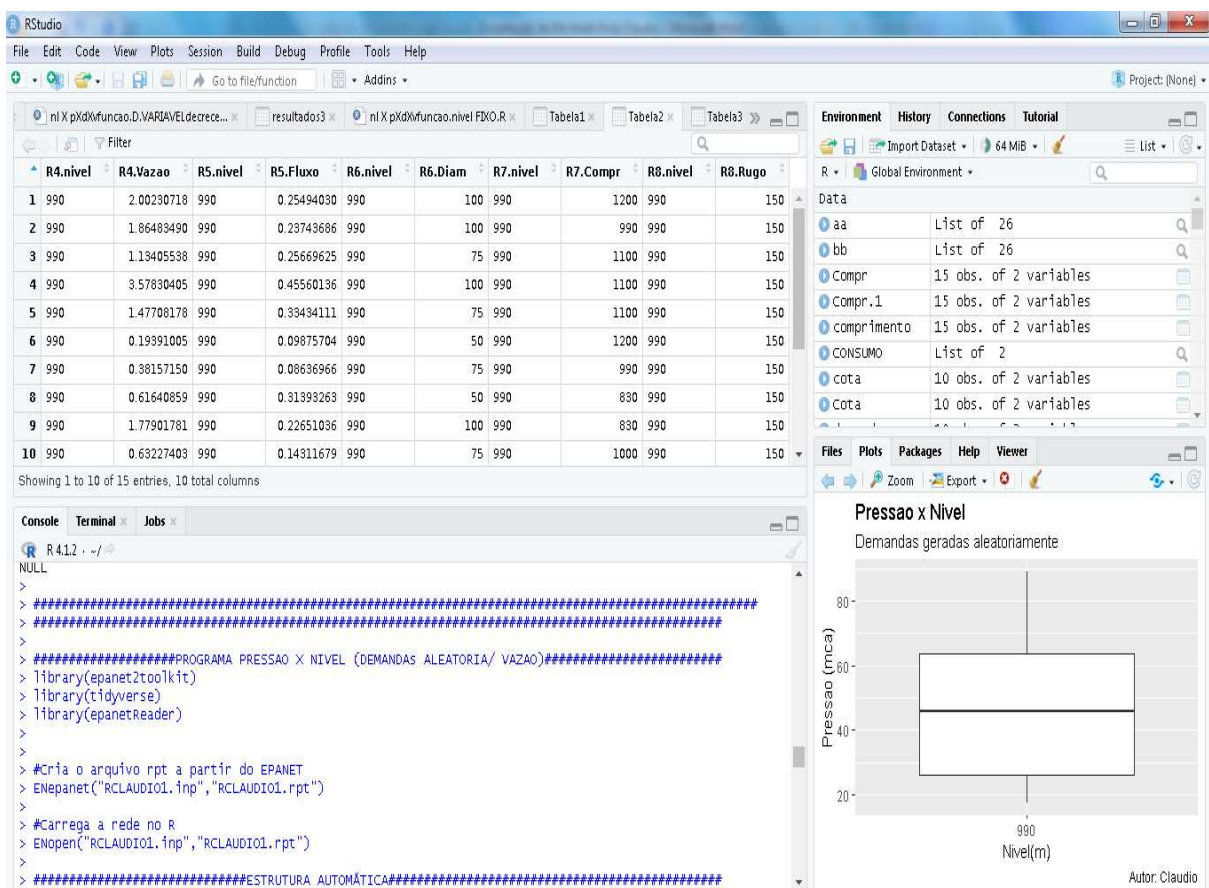 RStudio
File Edit Code View Plots Session Build Debug Profile Tools Help
Go to file/function Addins Project: (None)
nl X pXdXvfuncao.D.VARIAVELdecrece... resultados3 nl X pXdXvfuncao.nivel FIXO.R Tabela1 Tabela2 Tabela3
Filter
R4.nivel R4.Vazao R5.nivel R5.Fluxo R6.nivel R6.Diam R7.nivel R7.Compr R8.nivel R8.Rugo
1 990 2.00230718 990 0.25494030 990 100 990 1200 990 150
2 990 1.86483490 990 0.23743686 990 100 990 990 990 150
3 990 1.13405538 990 0.25669625 990 75 990 1100 990 150
4 990 3.57830405 990 0.45560136 990 100 990 1100 990 150
5 990 1.47708178 990 0.33434111 990 75 990 1100 990 150
6 990 0.19391005 990 0.09875704 990 50 990 1200 990 150
7 990 0.38157150 990 0.08636966 990 75 990 990 990 150
8 990 0.61640859 990 0.31393263 990 50 990 830 990 150
9 990 1.77901781 990 0.22651036 990 100 990 830 990 150
10 990 0.63227403 990 0.14311679 990 75 990 1000 990 150
Showing 1 to 10 of 15 entries, 10 total columns
Console Terminal Jobs
R 4.1.2 · ~/
NULL
>
> #####################################################################################################
> ################################################################################################
>
> ####################PROGRAMA PRESSAO X NIVEL (DEMANDAS ALEATORIA/ VAZAO)#########################
> library(epanet2toolkit)
> library(tidyverse)
> library(epanetReader)
>
>
> #Cria o arquivo rpt a partir do EPANET
> ENepanet("RCLAUDIO1.inp","RCLAUDIO1.rpt")
>
> #Carrega a rede no R
> ENopen("RCLAUDIO1.inp","RCLAUDIO1.rpt")
>
> ##############################ESTRUTURA AUTOMÁTICA###############################################
Environment History Connections Tutorial
Import Dataset 64 MiB List
R Global Environment
Data
aa List of 26
bb List of 26
Compr 15 obs. of 2 variables
Compr.1 15 obs. of 2 variables
comprimento 15 obs. of 2 variables
CONSUMO List of 2
cota 10 obs. of 2 variables
Cota 10 obs. of 2 variables
Files Plots Packages Help Viewer
Zoom Export
Pressao x Nivel
Demandas geradas aleatoriamente
Pressao (mca)
80
60
40
20
990
Nivel(m)
Autor: Claudio